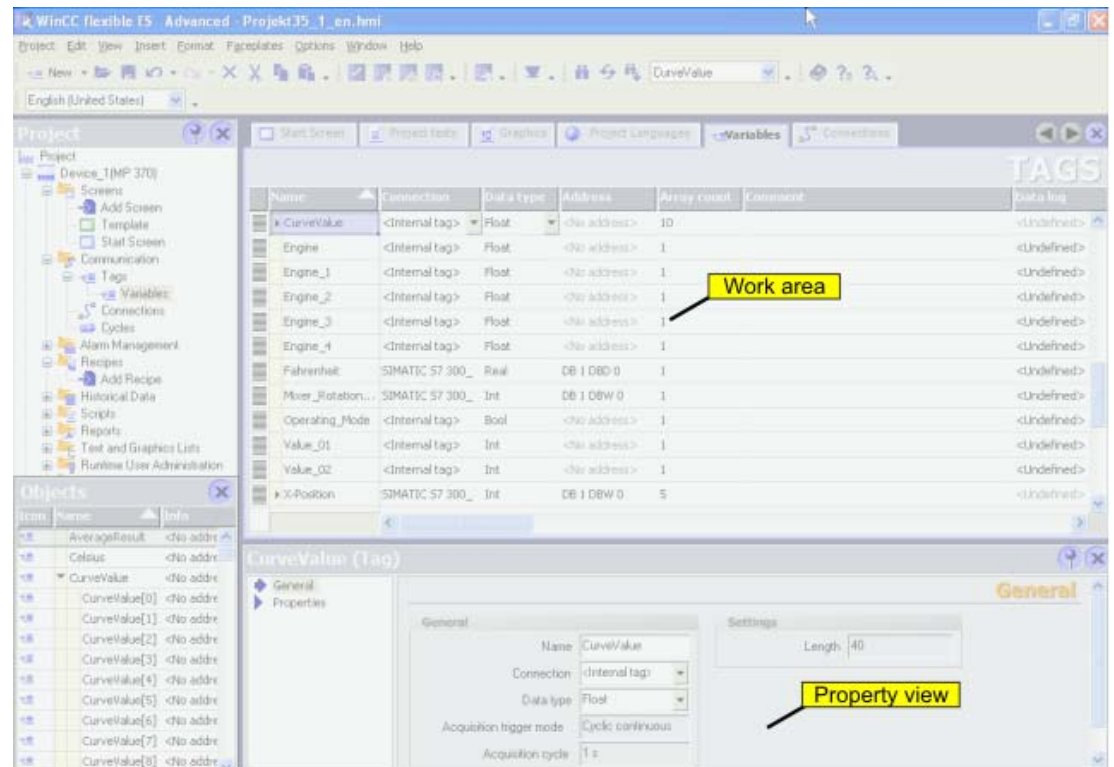 WinCC flexible ES Advanced - Projekt35_1_en.hmi
Project Edit View Insert Format Faceplates Options Window Help
New CurveValue
English (United States)
Project
Project
Device_1(MP 370)
Screens
Add Screen
Template
Start Screen
Communication
Tags
Variables
Connections
Cycles
Alarm Management
Recipes
Add Recipe
Historical Data
Scripts
Reports
Text and Graphics Lists
Runtime User Administration
Start Screen Project texts Graphics Project Languages Variables Connections
TAGS
Name Connection Data type Address Array count Comment Data log
CurveValue <Internal tag> Float <No address> 10 <Undefined>
Engine <Internal tag> Float <No address> 1 <Undefined>
Engine_1 <Internal tag> Float <No address> 1 <Undefined>
Engine_2 <Internal tag> Float <No address> 1 <Undefined>
Engine_3 <Internal tag> Float <No address> 1 <Undefined>
Engine_4 <Internal tag> Float <No address> 1 <Undefined>
Fahrenheit SIMATIC S7 300_ Real DB 1 DBD 0 1 <Undefined>
Mixer_Rotation... SIMATIC S7 300_ Int DB 1 DBW 0 1 <Undefined>
Operating_Mode <Internal tag> Bool <No address> 1 <Undefined>
Value_01 <Internal tag> Int <No address> 1 <Undefined>
Value_02 <Internal tag> Int <No address> 1 <Undefined>
X-Position SIMATIC S7 300_ Int DB 1 DBW 0 5 <Undefined>
Work area
Objects
Icon Name Info
AverageResult <No addre
Celsius <No addre
CurveValue <No addre
CurveValue[0] <No addre
CurveValue[1] <No addre
CurveValue[2] <No addre
CurveValue[3] <No addre
CurveValue[4] <No addre
CurveValue[5] <No addre
CurveValue[6] <No addre
CurveValue[7] <No addre
CurveValue[8] <No addre
CurveValue (Tag)
General
Properties
General
General
Name CurveValue
Connection <Internal tag>
Data type Float
Acquisition trigger mode Cyclic continuous
Acquisition cycle 1 s
Settings
Length 40
Property view